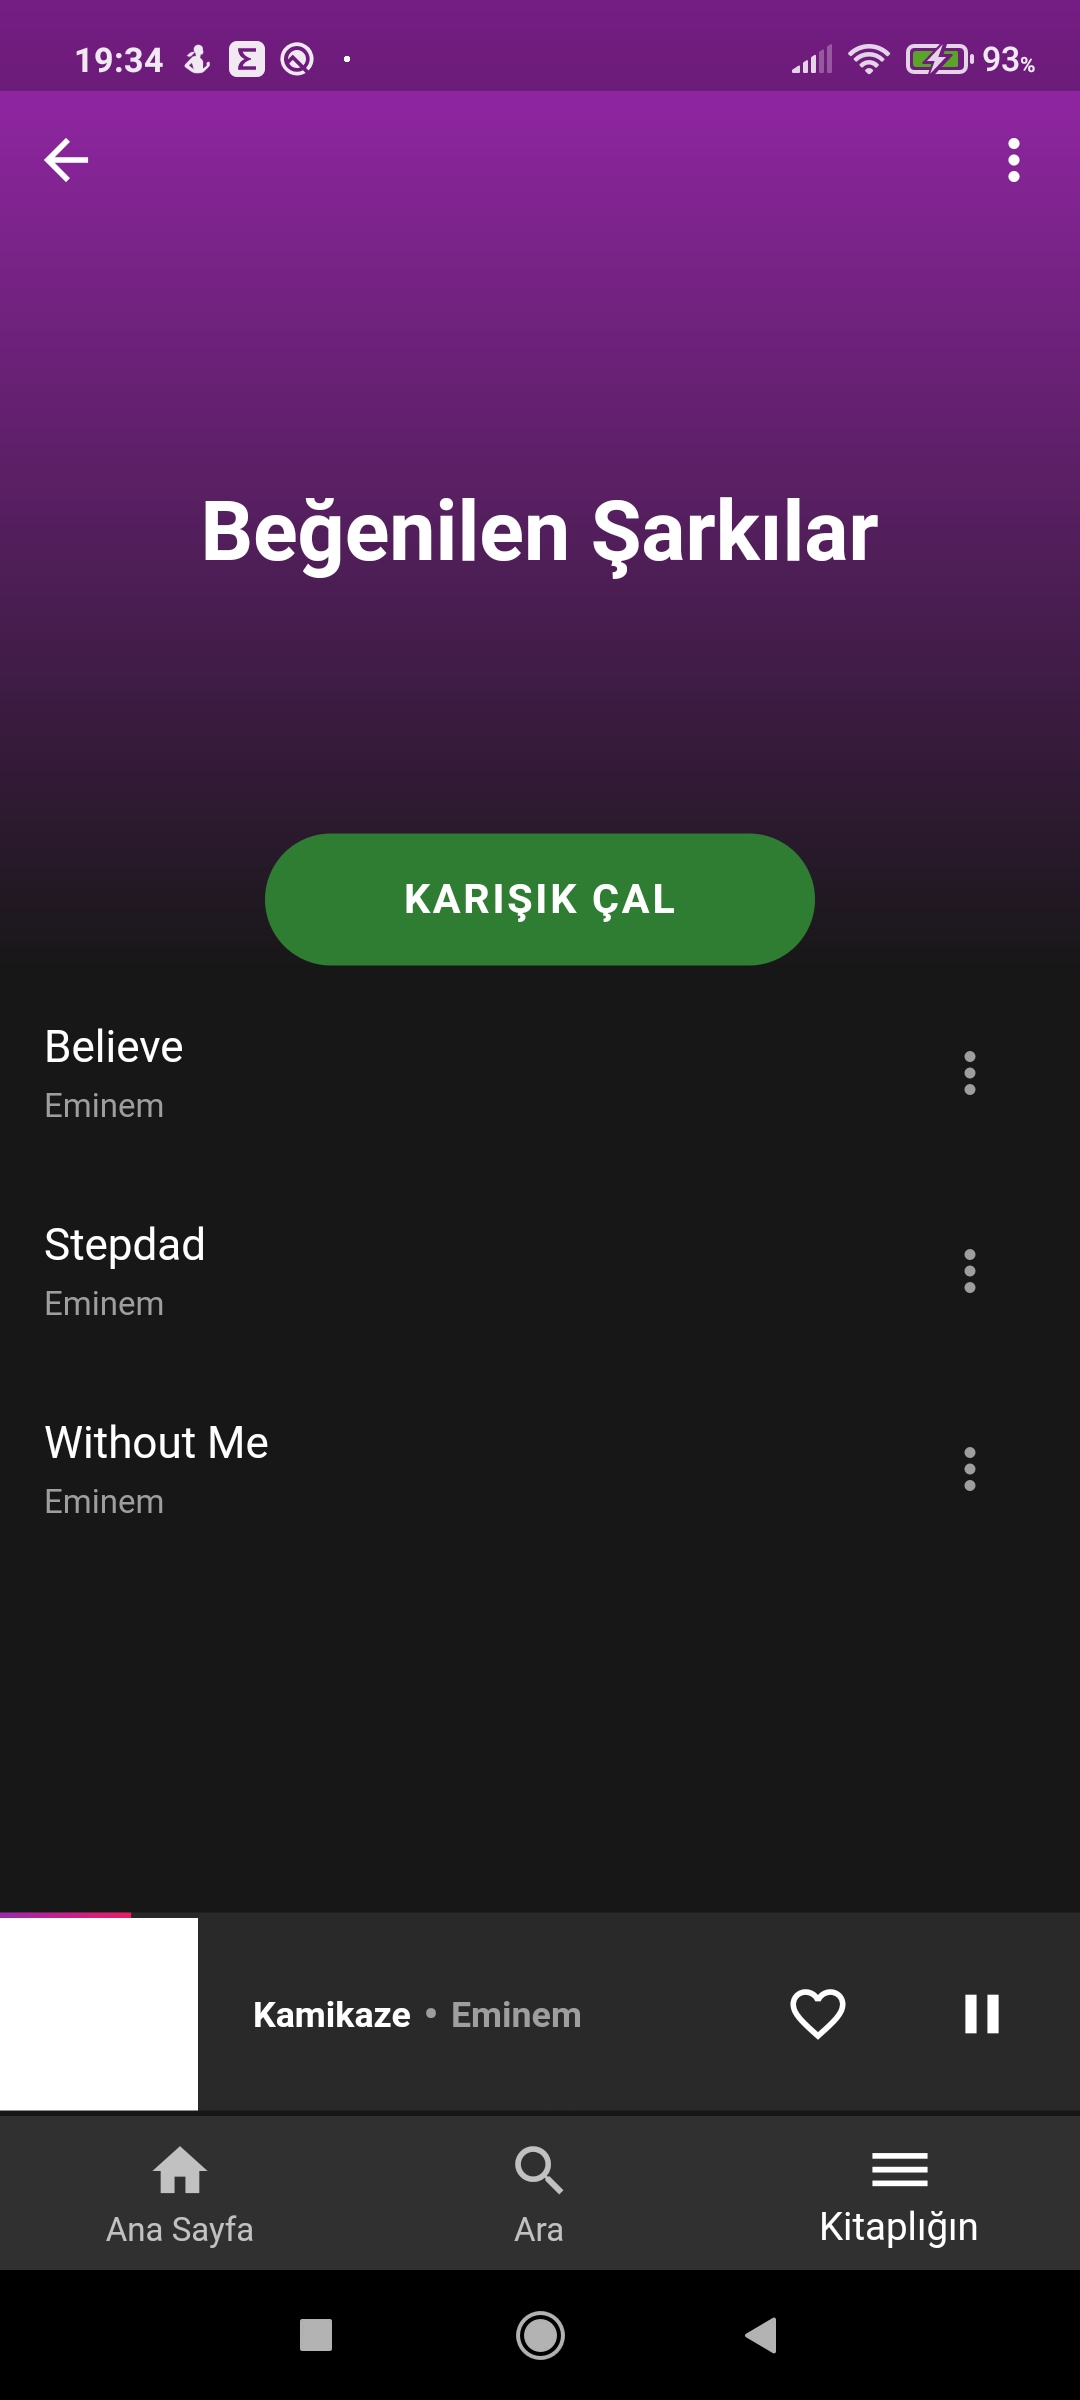 19:34 93%
Beğenilen Şarkılar
KARIŞIK ÇAL
Believe
Eminem
Stepdad
Eminem
Without Me
Eminem
Kamikaze • Eminem
Ana Sayfa Ara Kitaplığın